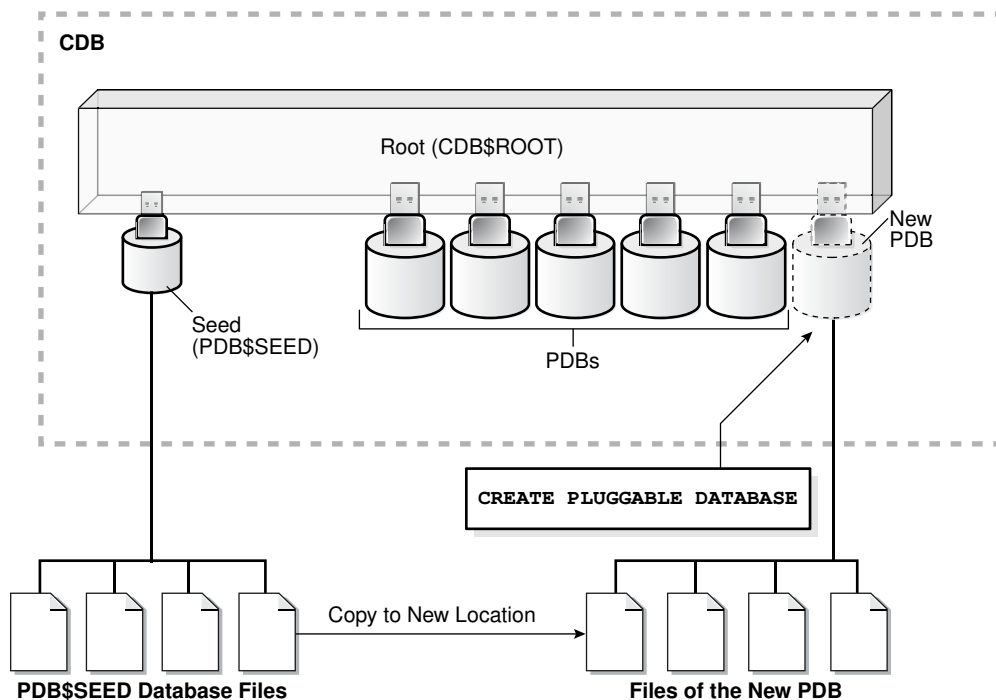 CDB
Root (CDB$ROOT)
New
PDB
Seed
(PDB$SEED)
PDBs
CREATE PLUGGABLE DATABASE
Copy to New Location
PDB$SEED Database Files
Files of the New PDB